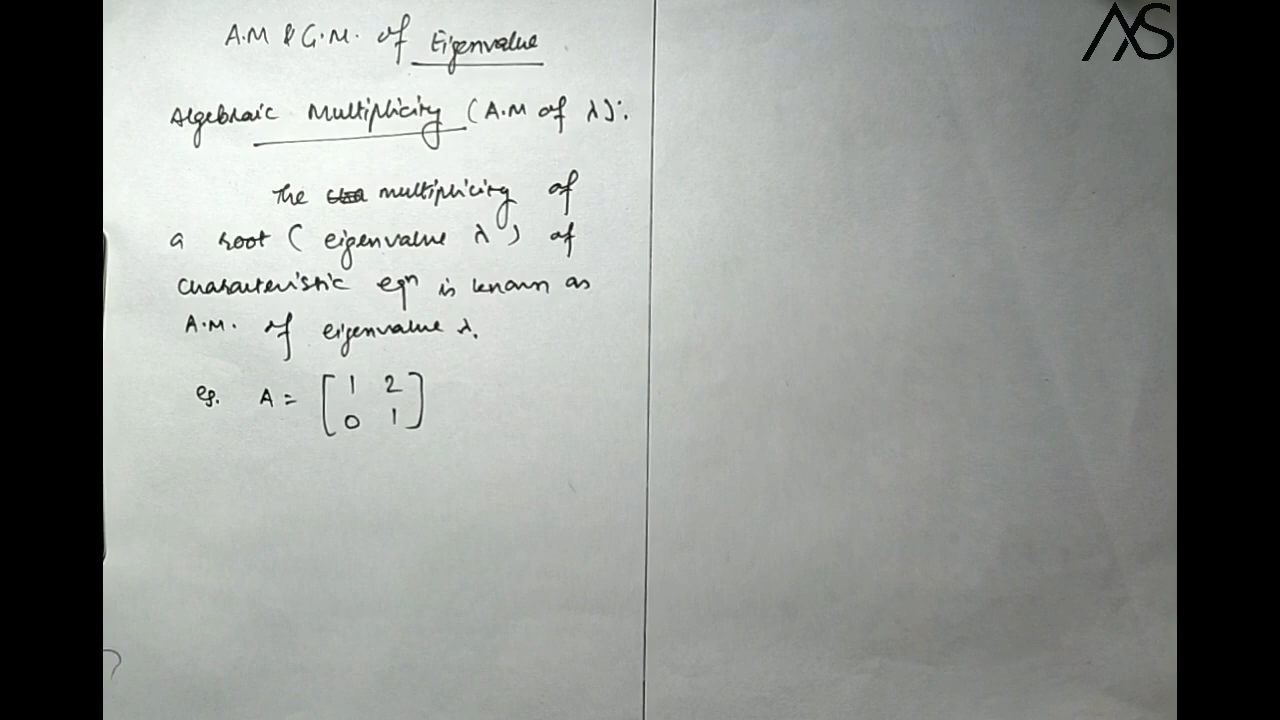 A.M & G.M. of Eigenvalue
Algebraic Multiplicity (A.M of λ):
The multiplicity of
a root (eigenvalue λ) of
characteristic eqn is known as
A.M. of eigenvalue λ.
eg. A = [1 2
0 1]
NS